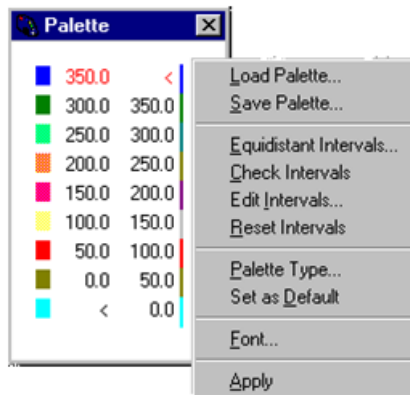 Palette
350.0 <
300.0 350.0
250.0 300.0
200.0 250.0
150.0 200.0
100.0 150.0
50.0 100.0
0.0 50.0
< 0.0
Load Palette...
Save Palette...
Equidistant Intervals...
Check Intervals
Edit Intervals...
Reset Intervals
Palette Type...
Set as Default
Font...
Apply